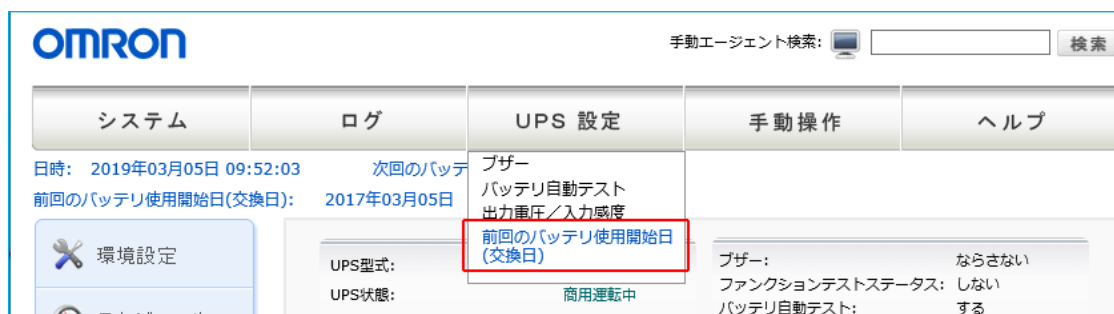 OMRON
手動エージェント検索:
検索
システム
ログ
UPS 設定
手動操作
ヘルプ
日時: 2019年03月05日 09:52:03
次回のバッテ
前回のバッテリ使用開始日(交換日): 2017年03月05日
ブザー
バッテリ自動テスト
出力電圧／入力感度
前回のバッテリ使用開始日
(交換日)
環境設定
UPS型式:
UPS状態: 商用運転中
ブザー: ならさない
ファンクションテストステータス: しない
バッテリ自動テスト: する